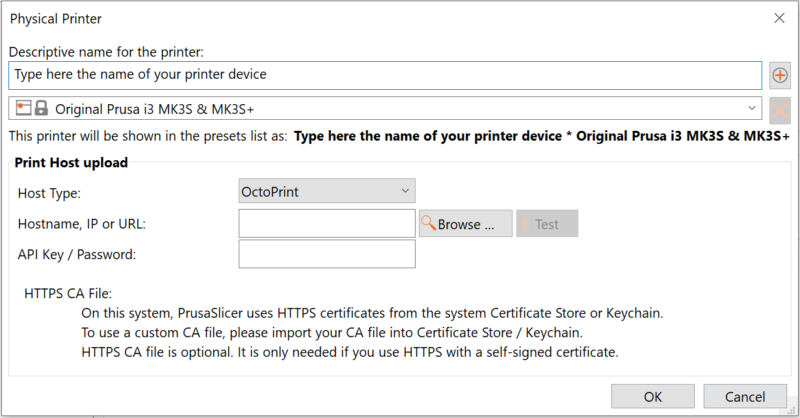 Physical Printer
Descriptive name for the printer:
Type here the name of your printer device
Original Prusa i3 MK3S & MK3S+
This printer will be shown in the presets list as: Type here the name of your printer device * Original Prusa i3 MK3S & MK3S+
Print Host upload
Host Type: OctoPrint
Hostname, IP or URL: Browse ... Test
API Key / Password:
HTTPS CA File:
On this system, PrusaSlicer uses HTTPS certificates from the system Certificate Store or Keychain.
To use a custom CA file, please import your CA file into Certificate Store / Keychain.
HTTPS CA file is optional. It is only needed if you use HTTPS with a self-signed certificate.
OK Cancel